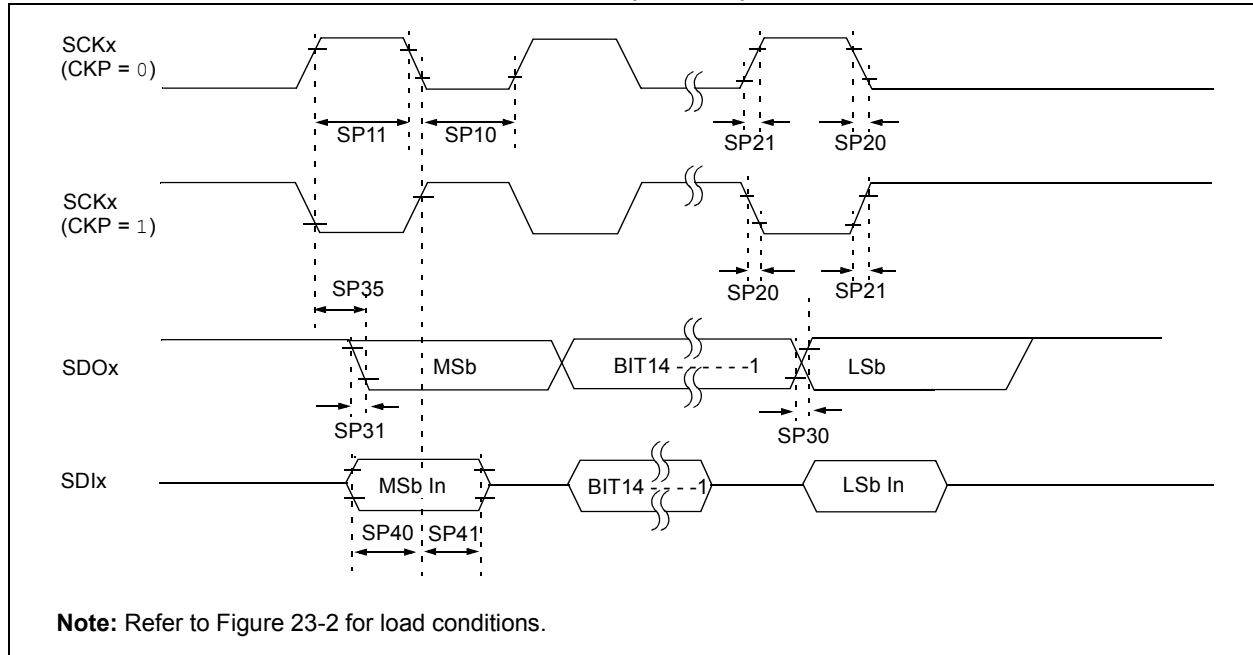 SCKx
(CKP = 0)
SP11
SP10
SP21
SP20
SCKx
(CKP = 1)
SP35
SP20
SP21
SDOx
MSb
BIT14 - - - - - -1
LSb
SP31
SP30
SDIx
MSb In
BIT14 - - - -1
LSb In
SP40
SP41
Note: Refer to Figure 23-2 for load conditions.